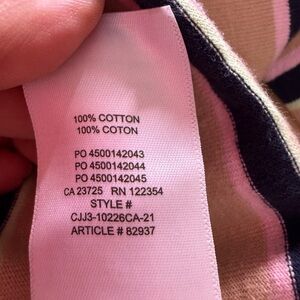 100% COTTON
100% COTON
PO 4500142043
PO 4500142044
PO 4500142045
CA 23725 RN 122354
STYLE #
CJJ3-10226CA-21
ARTICLE # 82937